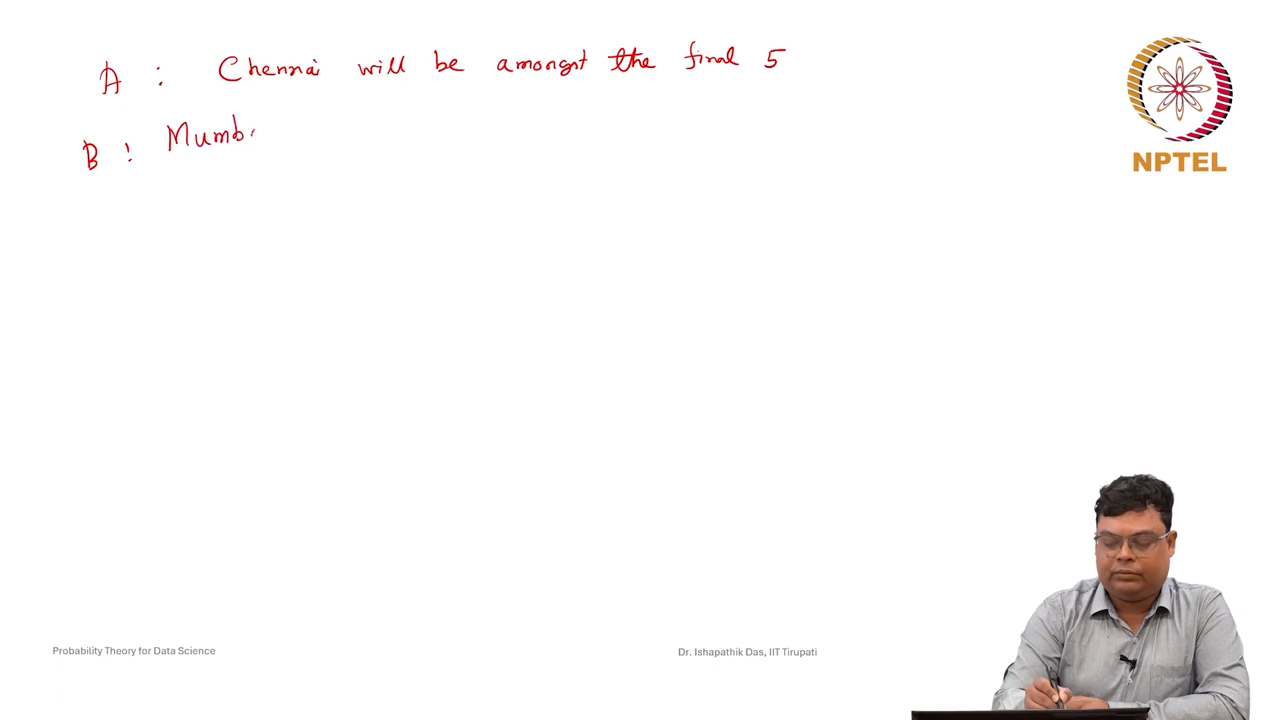 A : Chennai will be amongst the final 5
B : Mumb
NPTEL
Probability Theory for Data Science
Dr. Ishapathik Das, IIT Tirupati